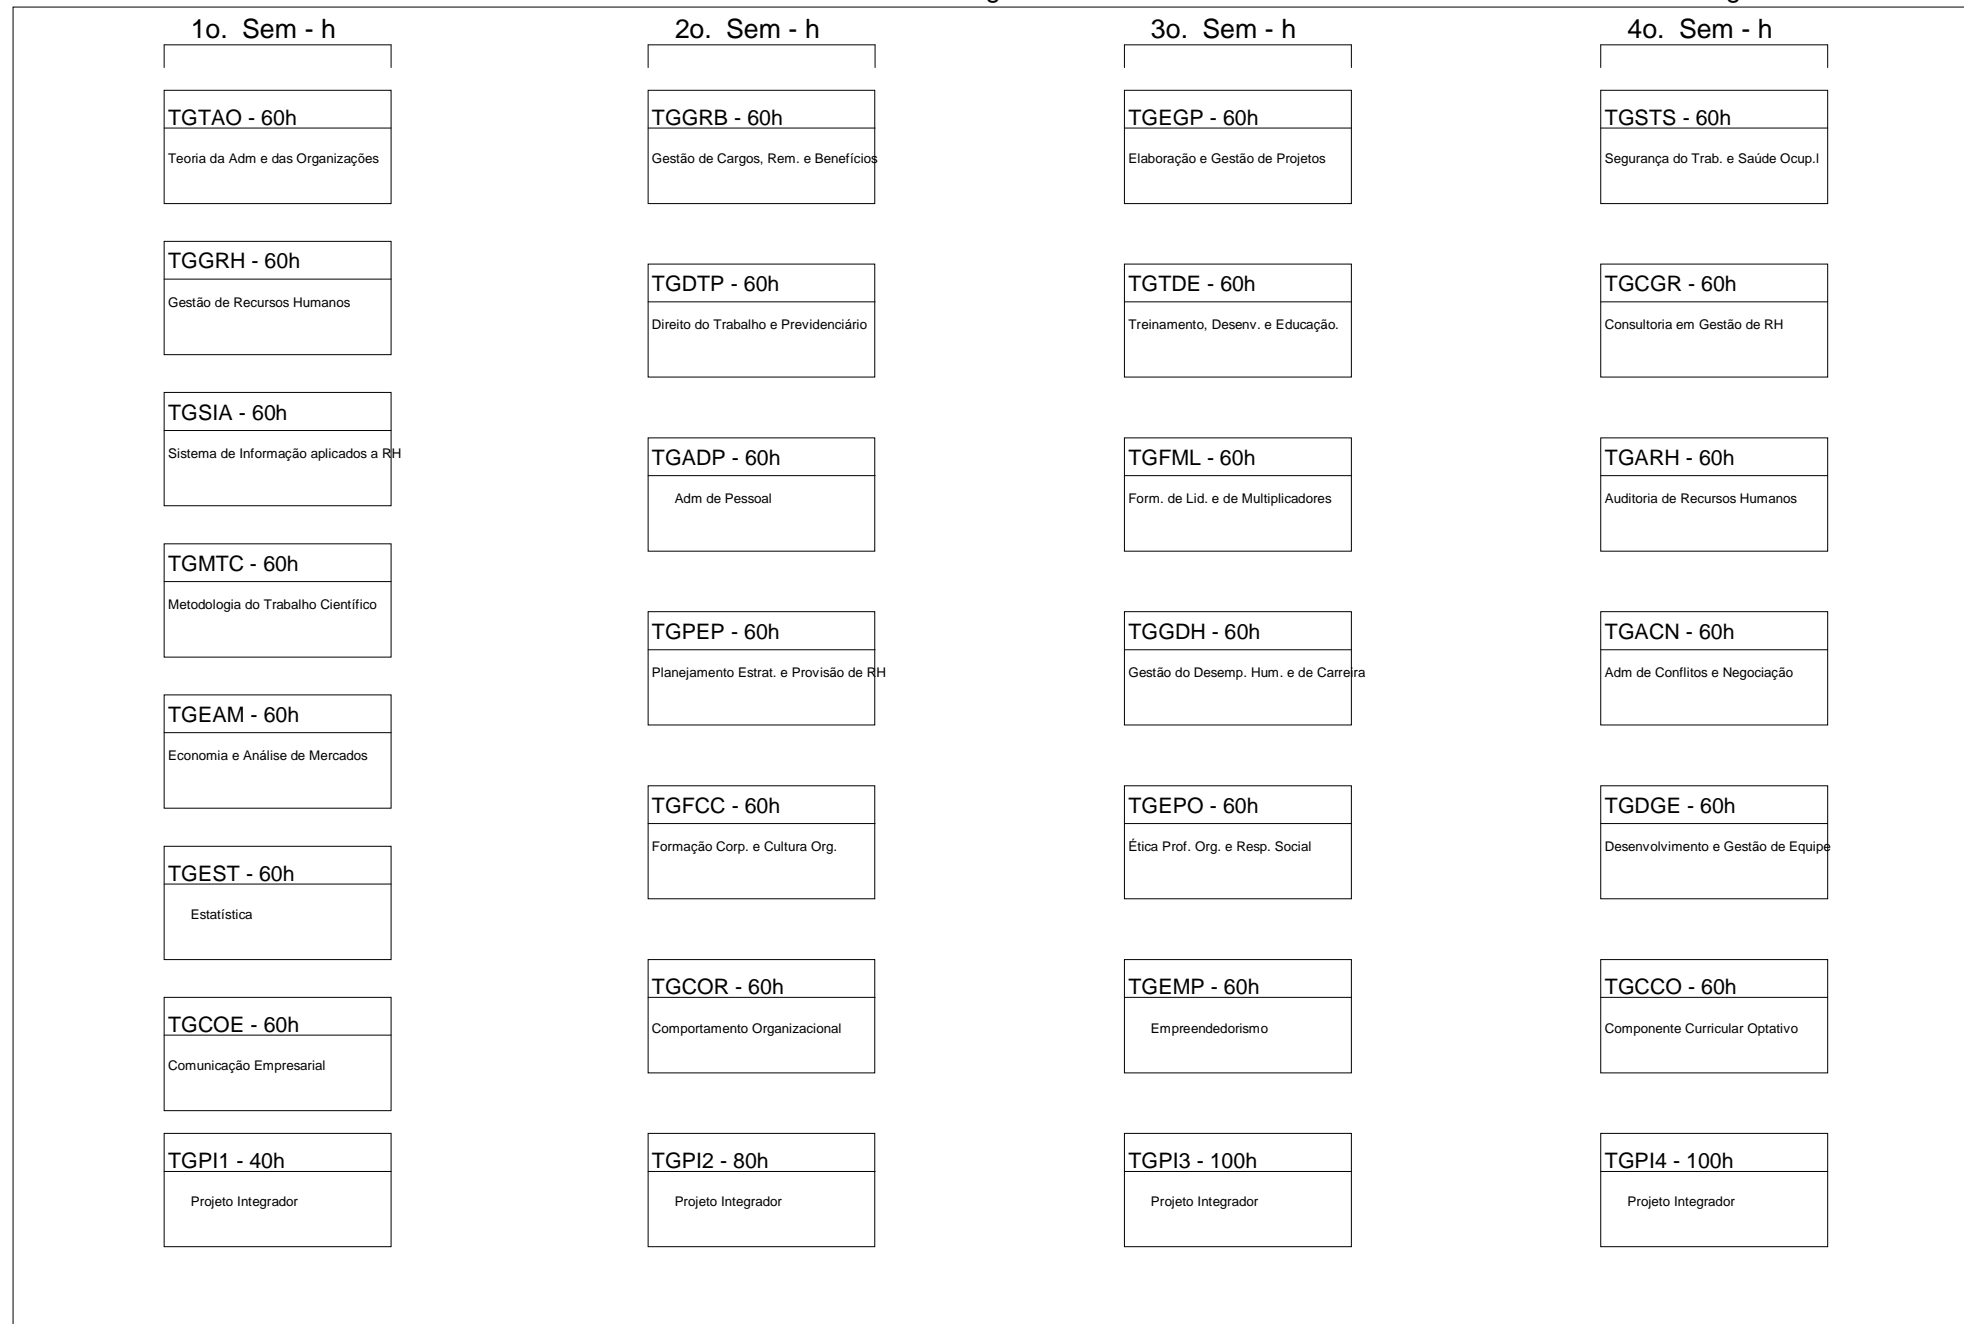 1o. Sem - h
TGTAO - 60h
Teoria da Adm e das Organizações
TGGRH - 60h
Gestão de Recursos Humanos
TGSIA - 60h
Sistema de Informação aplicados a RH
TGMTC - 60h
Metodologia do Trabalho Científico
TGEAM - 60h
Economia e Análise de Mercados
TGEST - 60h
Estatística
TGCOE - 60h
Comunicação Empresarial
TGPI1 - 40h
Projeto Integrador
2o. Sem - h
TGGRB - 60h
Gestão de Cargos, Rem. e Benefícios
TGDTP - 60h
Direito do Trabalho e Previdenciário
TGADP - 60h
Adm de Pessoal
TGPEP - 60h
Planejamento Estrat. e Provisão de RH
TGFCC - 60h
Formação Corp. e Cultura Org.
TGCOR - 60h
Comportamento Organizacional
TGPI2 - 80h
Projeto Integrador
3o. Sem - h
TGEGP - 60h
Elaboração e Gestão de Projetos
TGTDE - 60h
Treinamento, Desenv. e Educação.
TGFML - 60h
Form. de Lid. e de Multiplicadores
TGGDH - 60h
Gestão do Desemp. Hum. e de Carreira
TGEPO - 60h
Ética Prof. Org. e Resp. Social
TGEMP - 60h
Empreendedorismo
TGPI3 - 100h
Projeto Integrador
4o. Sem - h
TGSTS - 60h
Segurança do Trab. e Saúde Ocup.l
TGCGR - 60h
Consultoria em Gestão de RH
TGARH - 60h
Auditoria de Recursos Humanos
TGACN - 60h
Adm de Conflitos e Negociação
TGDGE - 60h
Desenvolvimento e Gestão de Equipe
TGCCO - 60h
Componente Curricular Optativo
TGPI4 - 100h
Projeto Integrador